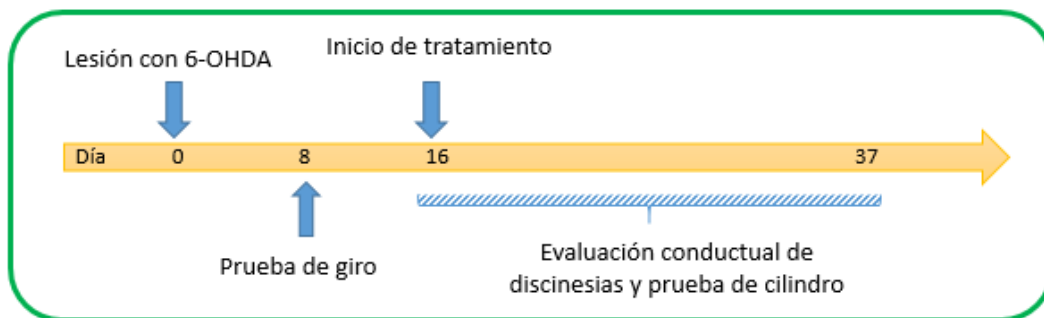 Lesión con 6-OHDA
Inicio de tratamiento
Día 0 8 16 37
Prueba de giro
Evaluación conductual de
discinesias y prueba de cilindro